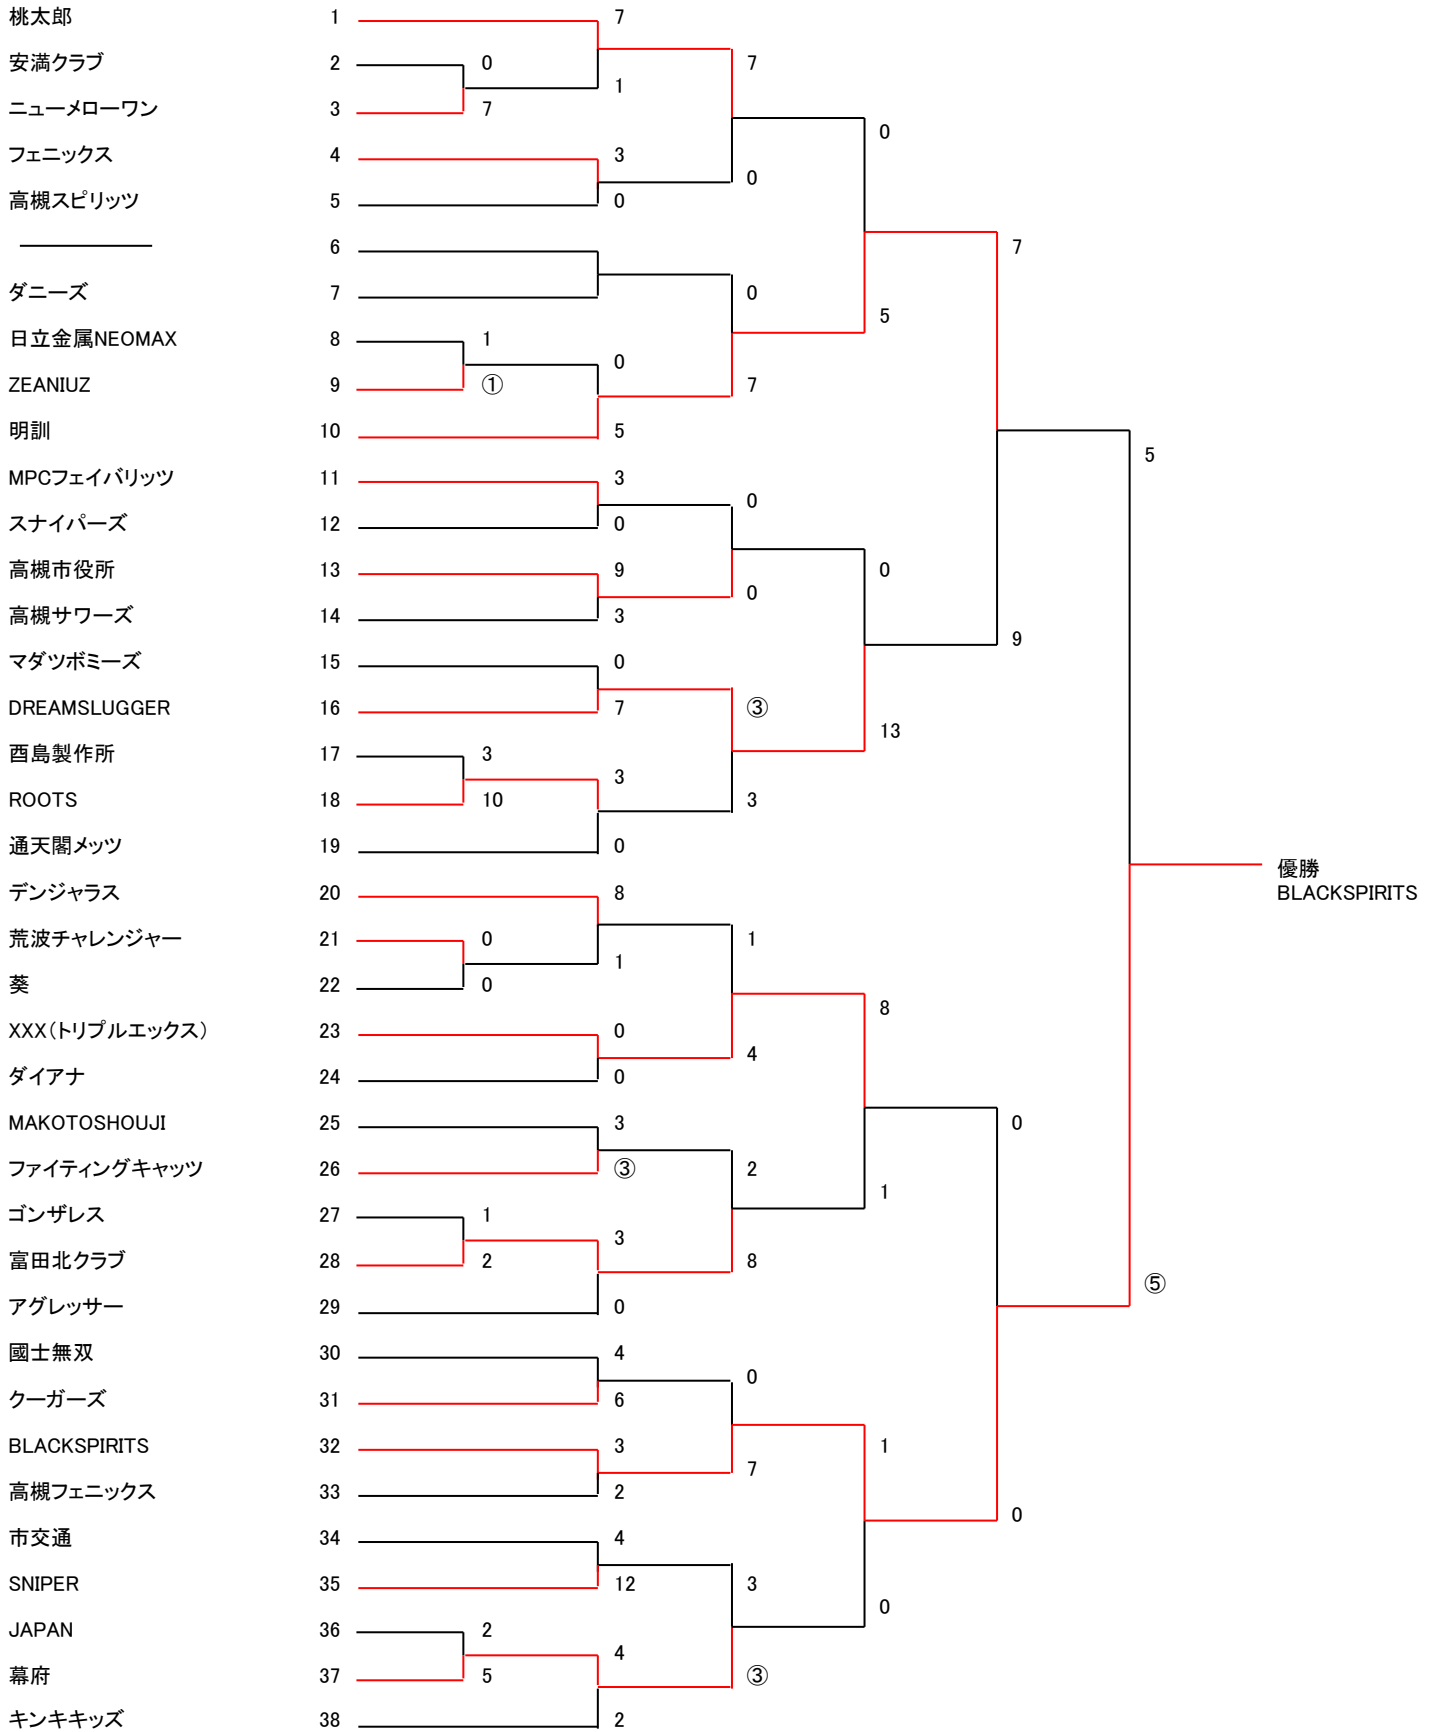 桃太郎 1 7
安満クラブ 2 0 7
1
ニューメローワン 3 7
0
フェニックス 4 3
0
高槻スピリッツ 5 0
6 7
ダニーズ 7 0
5
日立金属NEOMAX 8 1
0
ZEANIUZ 9 ① 7
明訓 10 5
5
MPCフェイバリッツ 11 3
0
スナイパーズ 12 0
高槻市役所 13 9 0
0
高槻サワーズ 14 3
9
マダツボミーズ 15 0
DREAMSLUGGER 16 7 ③
13
酉島製作所 17 3
3
ROOTS 18 10 3
通天閣メッツ 19 0
優勝
デンジャラス 20 8 BLACKSPIRITS
荒波チャレンジャー 21 0 1
1
葵 22 0
8
XXX（トリプルエックス） 23 0
4
ダイアナ 24 0
MAKOTOSHOUJI 25 3 0
ファイティングキャッツ 26 ③ 2
1
ゴンザレス 27 1
3
富田北クラブ 28 2 8
⑤
アグレッサー 29 0
國士無双 30 4
0
クーガーズ 31 6
BLACKSPIRITS 32 3 1
7
高槻フェニックス 33 2
0
市交通 34 4
SNIPER 35 12 3
0
JAPAN 36 2
4
幕府 37 5 ③
キンキキッズ 38 2